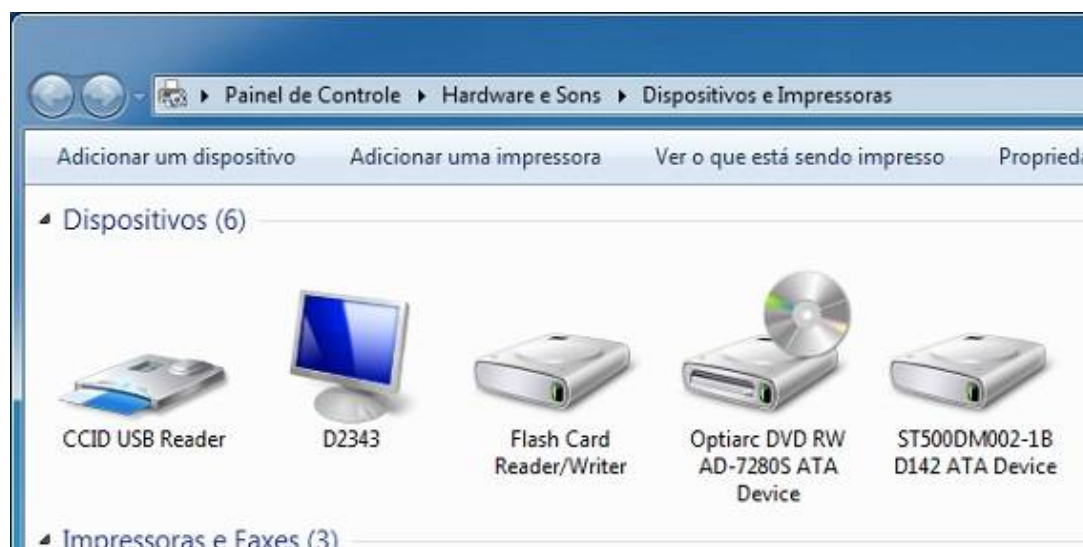 Painel de Controle ▸ Hardware e Sons ▸ Dispositivos e Impressoras
Adicionar um dispositivo Adicionar uma impressora Ver o que está sendo impresso Proprieda
Dispositivos (6)
CCID USB Reader
D2343
Flash Card
Reader/Writer
Optiarc DVD RW
AD-7280S ATA
Device
ST500DM002-1B
D142 ATA Device
Impressoras e Faxes (3)